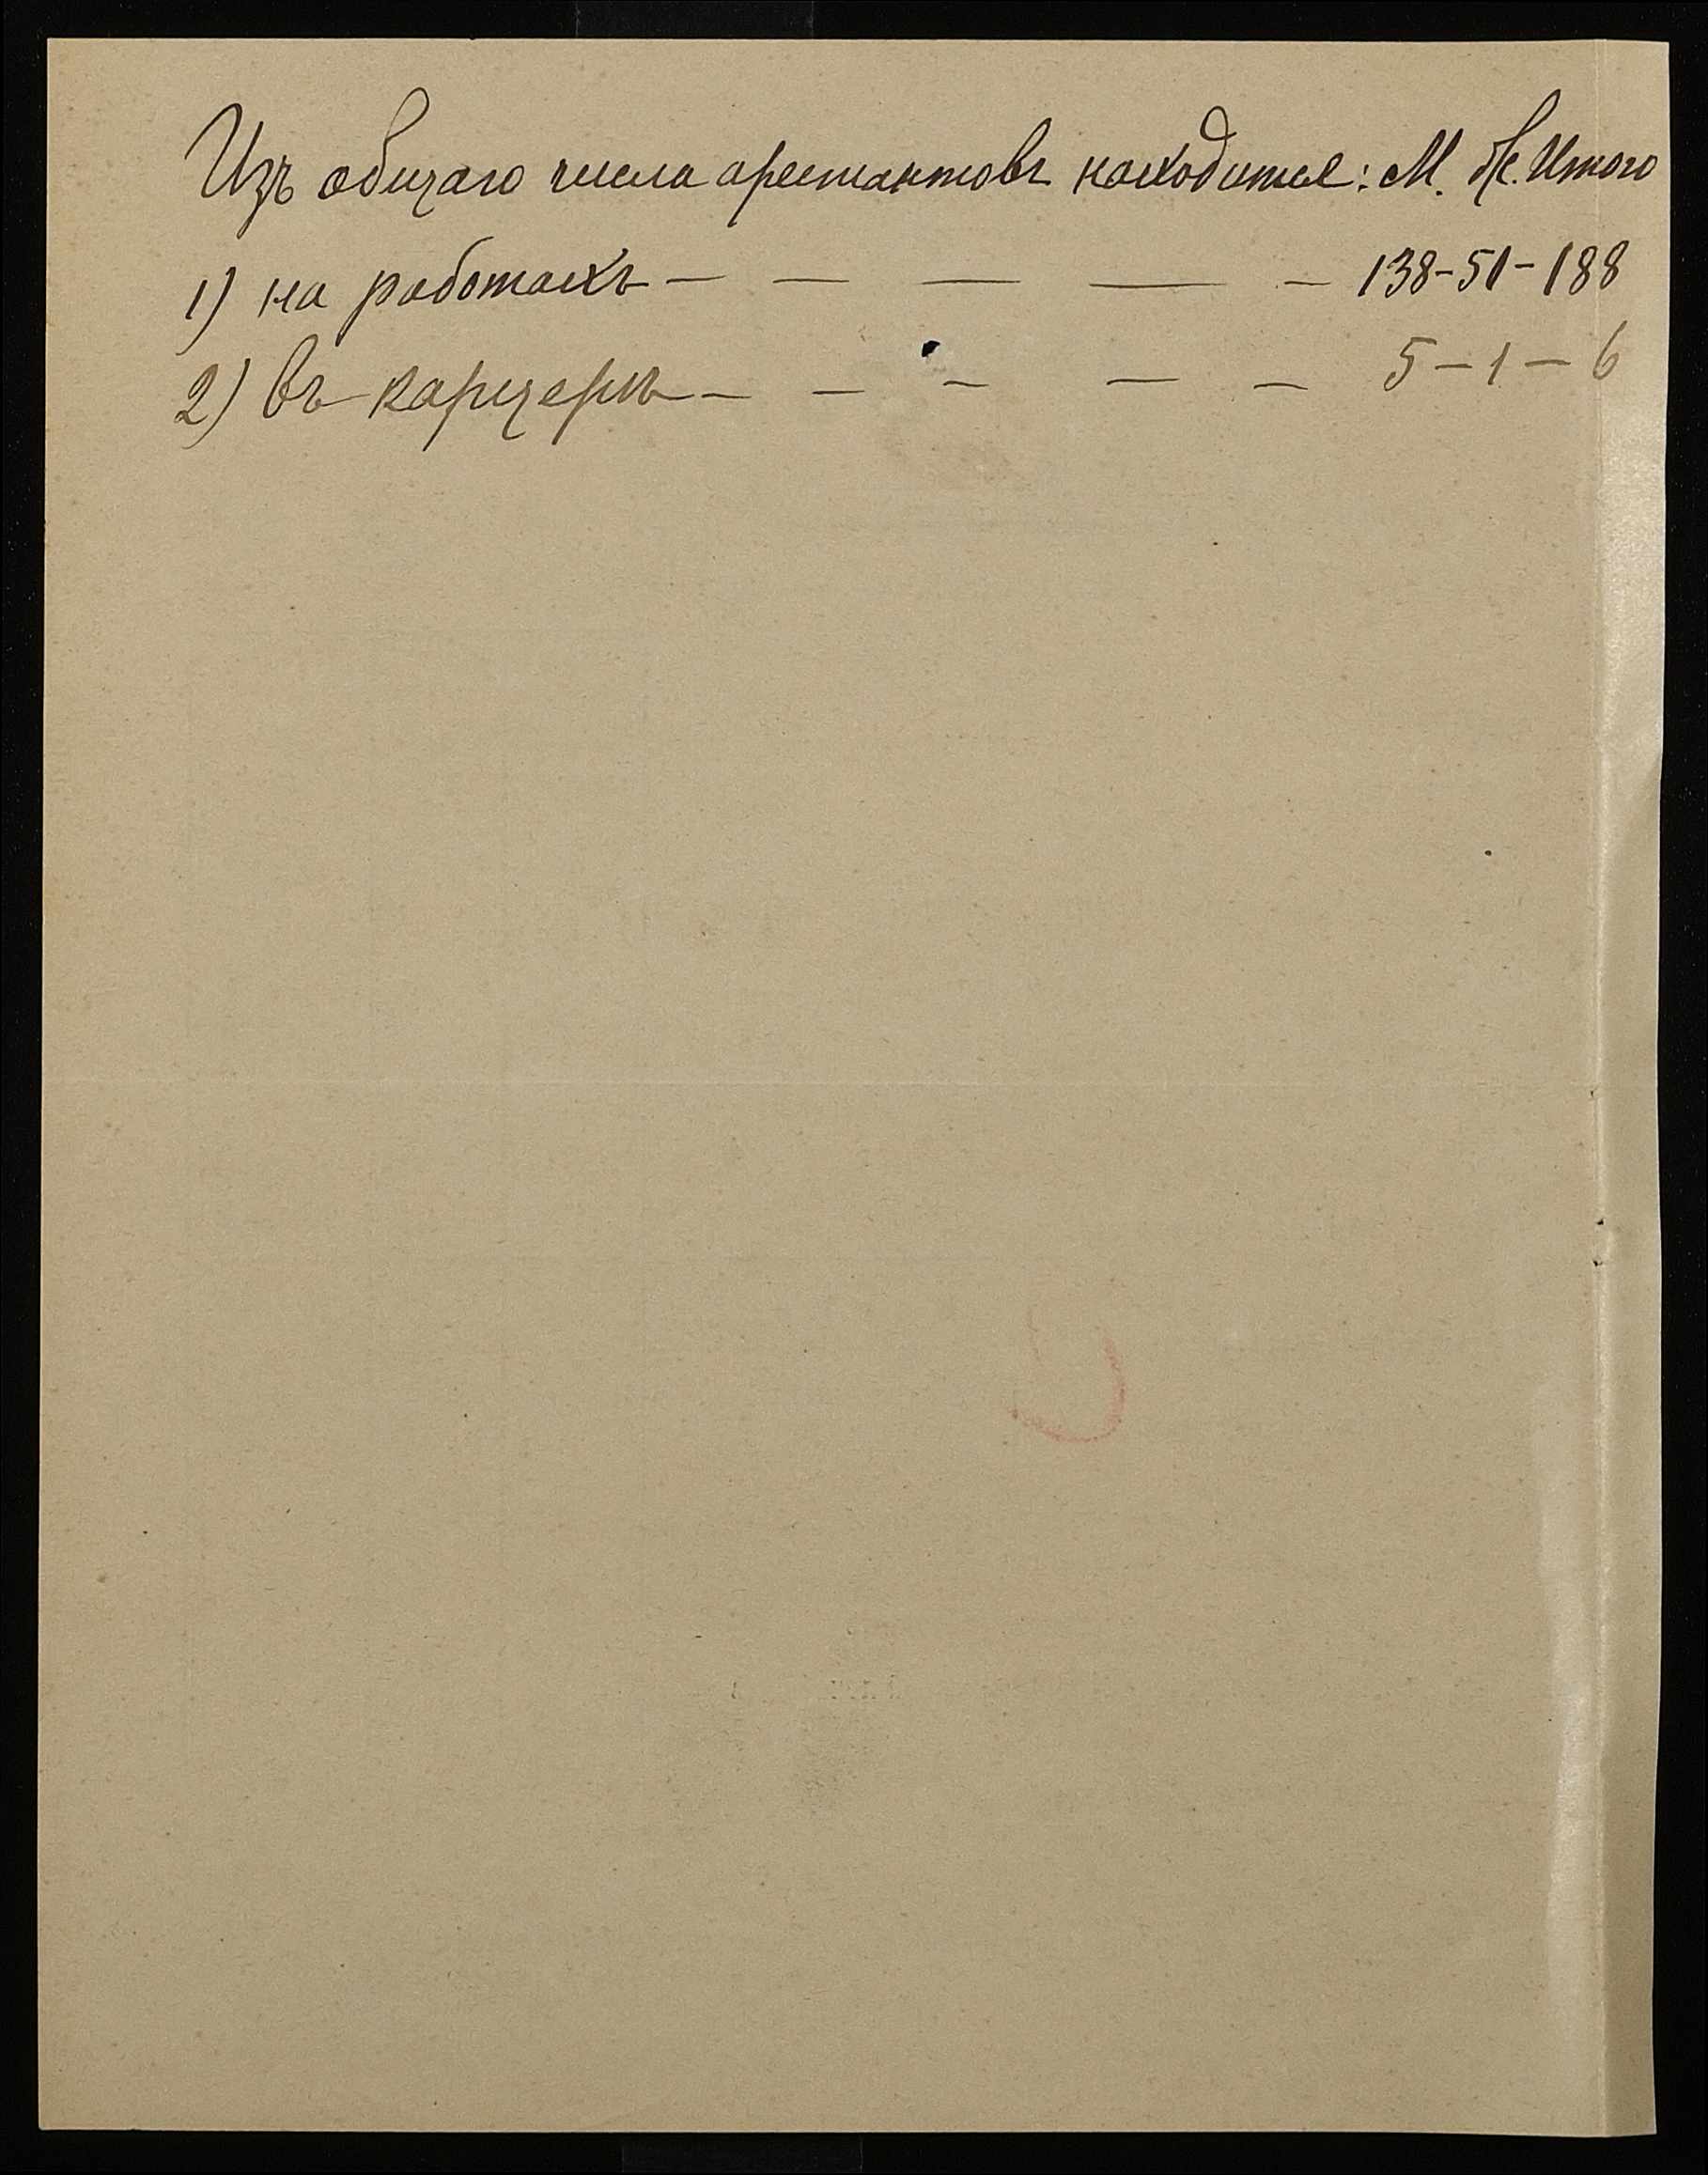 Изъ общаго числа арестантовъ находится: М. Ж. Итого
1) на работахъ — — — — — 138-51-188
2) въ карцерѣ — — — — — 5-1-6